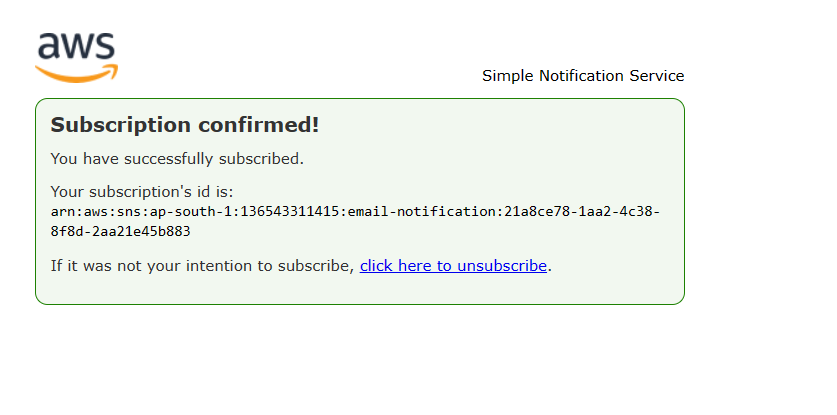 aws
Simple Notification Service
Subscription confirmed!
You have successfully subscribed.
Your subscription's id is:
arn:aws:sns:ap-south-1:136543311415:email-notification:21a8ce78-1aa2-4c38-
8f8d-2aa21e45b883
If it was not your intention to subscribe, click here to unsubscribe.